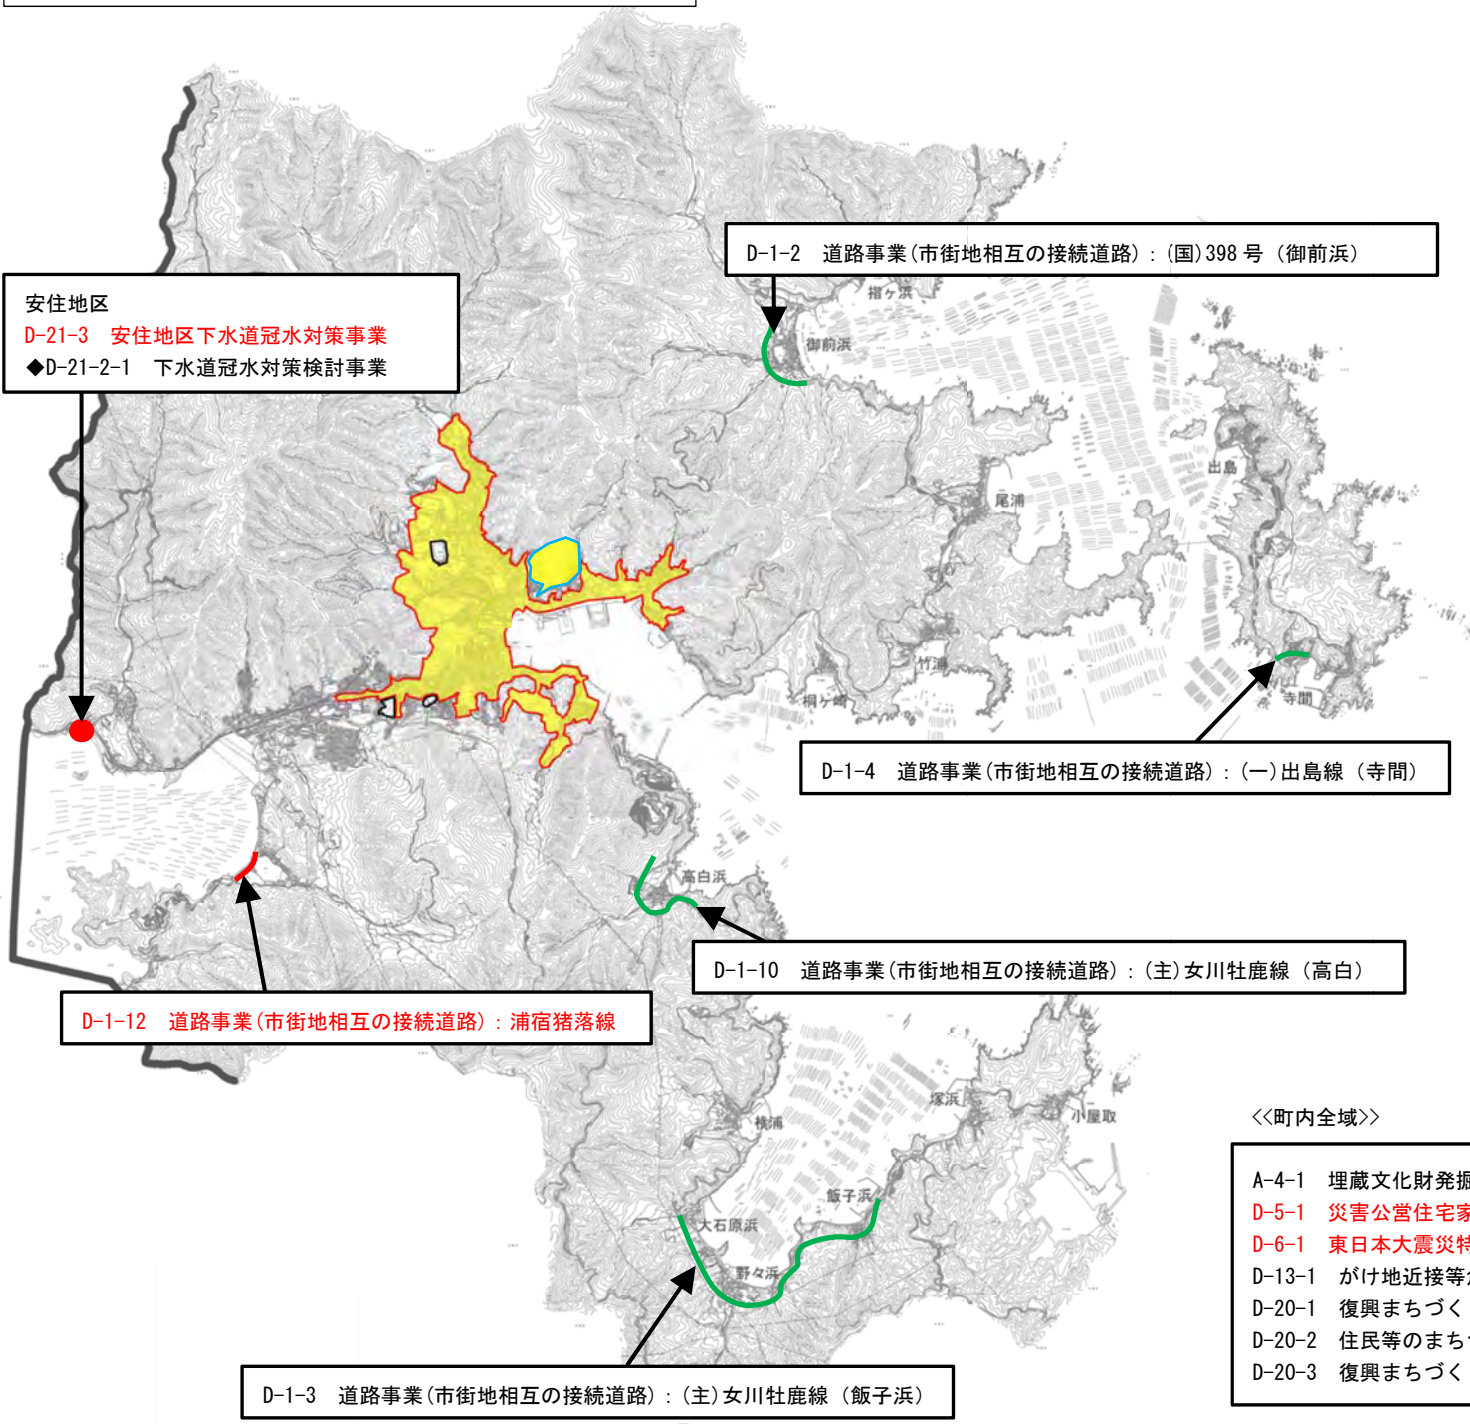 D-1-2 道路事業(市街地相互の接続道路)：(国)398号（御前浜）
指ケ浜
安住地区
D-21-3 安住地区下水道冠水対策事業
◆D-21-2-1 下水道冠水対策検討事業
御前浜
出島
尾浦
竹浦
桐ケ崎
寺間
D-1-4 道路事業(市街地相互の接続道路)：(一)出島線（寺間）
高白浜
D-1-10 道路事業(市街地相互の接続道路)：(主)女川牡鹿線（高白）
D-1-12 道路事業(市街地相互の接続道路)：浦宿猪落線
塚浜
小屋取
横浦
<<町内全域>>
A-4-1 埋蔵文化財発掘
D-5-1 災害公営住宅家
D-6-1 東日本大震災特
D-13-1 がけ地近接等
D-20-1 復興まちづく
D-20-2 住民等のまち
D-20-3 復興まちづく
飯子浜
大石原浜
野々浜
D-1-3 道路事業(市街地相互の接続道路)：(主)女川牡鹿線（飯子浜）